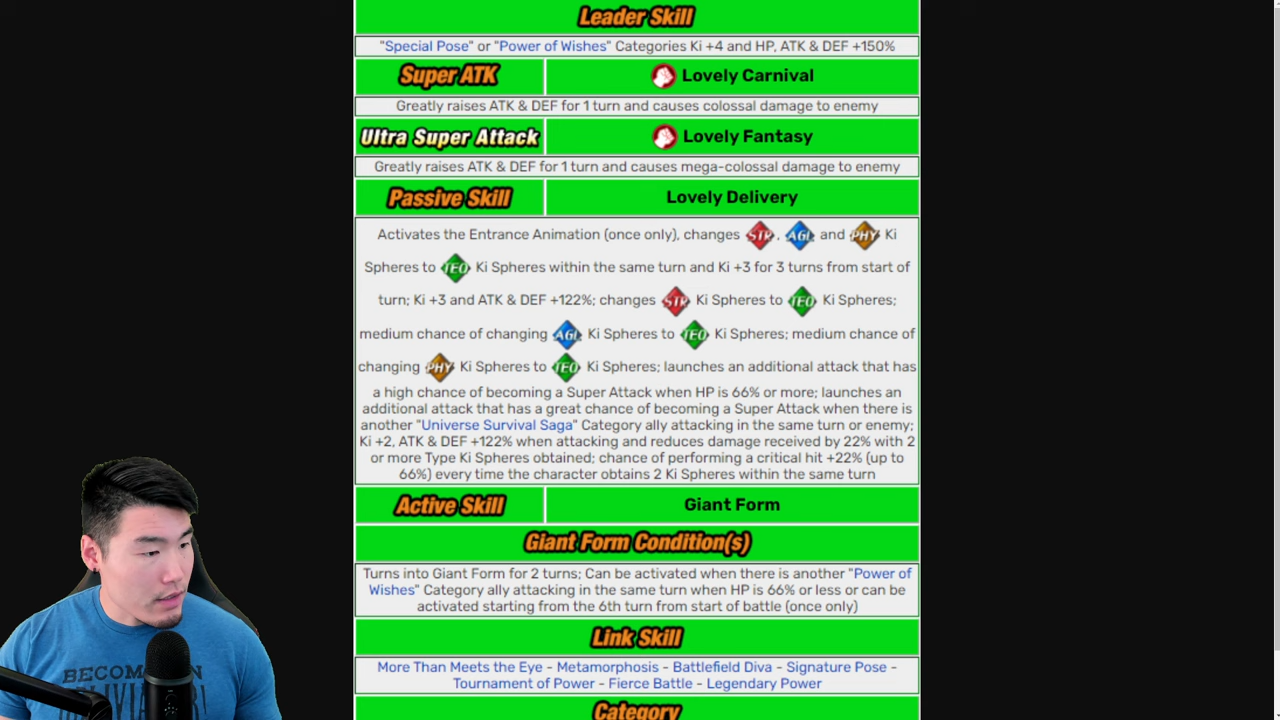 Leader Skill
"Special Pose" or "Power of Wishes" Categories Ki +4 and HP, ATK & DEF +150%
Super ATK
Lovely Carnival
Greatly raises ATK & DEF for 1 turn and causes colossal damage to enemy
Ultra Super Attack
Lovely Fantasy
Greatly raises ATK & DEF for 1 turn and causes mega-colossal damage to enemy
Passive Skill
Lovely Delivery
Activates the Entrance Animation (once only), changes STR, AGL and PHY Ki
Spheres to TEQ Ki Spheres within the same turn and Ki +3 for 3 turns from start of
turn; Ki +3 and ATK & DEF +122%; changes STR Ki Spheres to TEQ Ki Spheres;
medium chance of changing AGL Ki Spheres to TEQ Ki Spheres; medium chance of
changing PHY Ki Spheres to TEQ Ki Spheres; launches an additional attack that has
a high chance of becoming a Super Attack when HP is 66% or more; launches an
additional attack that has a great chance of becoming a Super Attack when there is
another "Universe Survival Saga" Category ally attacking in the same turn or enemy;
Ki +2, ATK & DEF +122% when attacking and reduces damage received by 22% with 2
or more Type Ki Spheres obtained; chance of performing a critical hit +22% (up to
66%) every time the character obtains 2 Ki Spheres within the same turn
Active Skill
Giant Form
Giant Form Condition(s)
Turns into Giant Form for 2 turns; Can be activated when there is another "Power of
Wishes" Category ally attacking in the same turn when HP is 66% or less or can be
activated starting from the 6th turn from start of battle (once only)
Link Skill
More Than Meets the Eye - Metamorphosis - Battlefield Diva - Signature Pose -
Tournament of Power - Fierce Battle - Legendary Power
Category